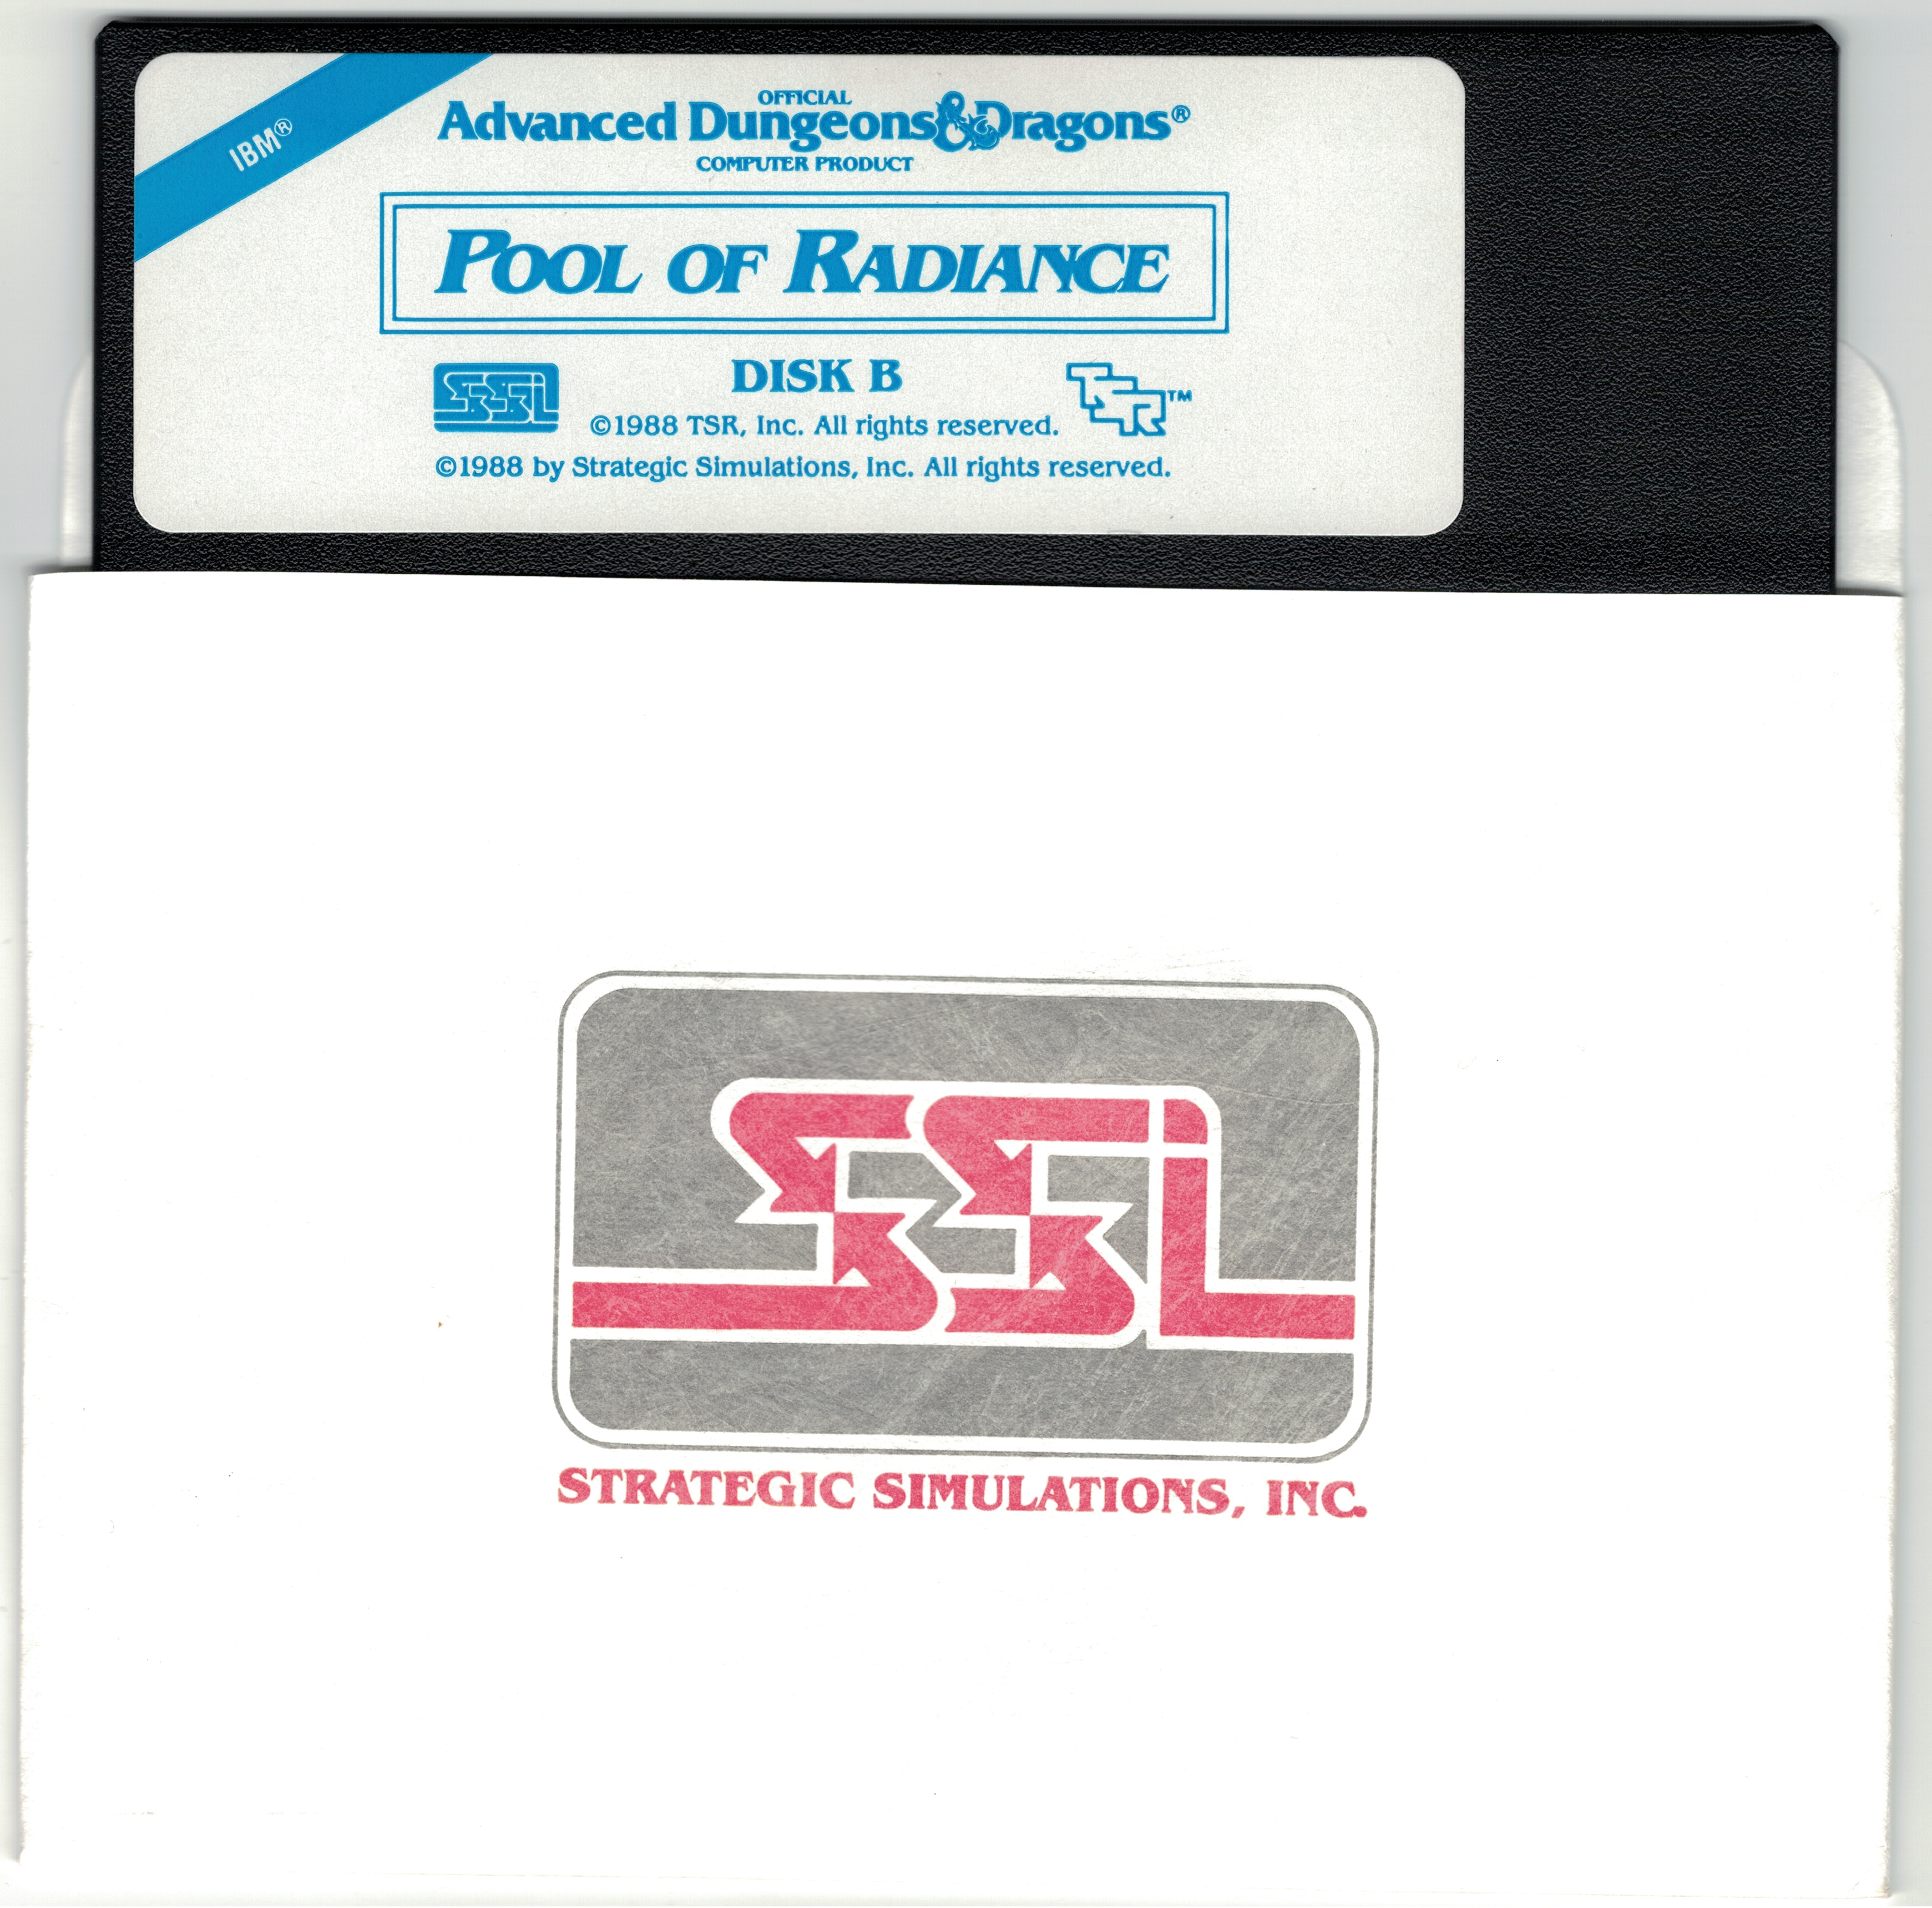 IBM®
OFFICIAL
Advanced Dungeons & Dragons®
COMPUTER PRODUCT
POOL OF RADIANCE
SSI
DISK B
TSR™
©1988 TSR, Inc. All rights reserved.
©1988 by Strategic Simulations, Inc. All rights reserved.
SSI
STRATEGIC SIMULATIONS, INC.